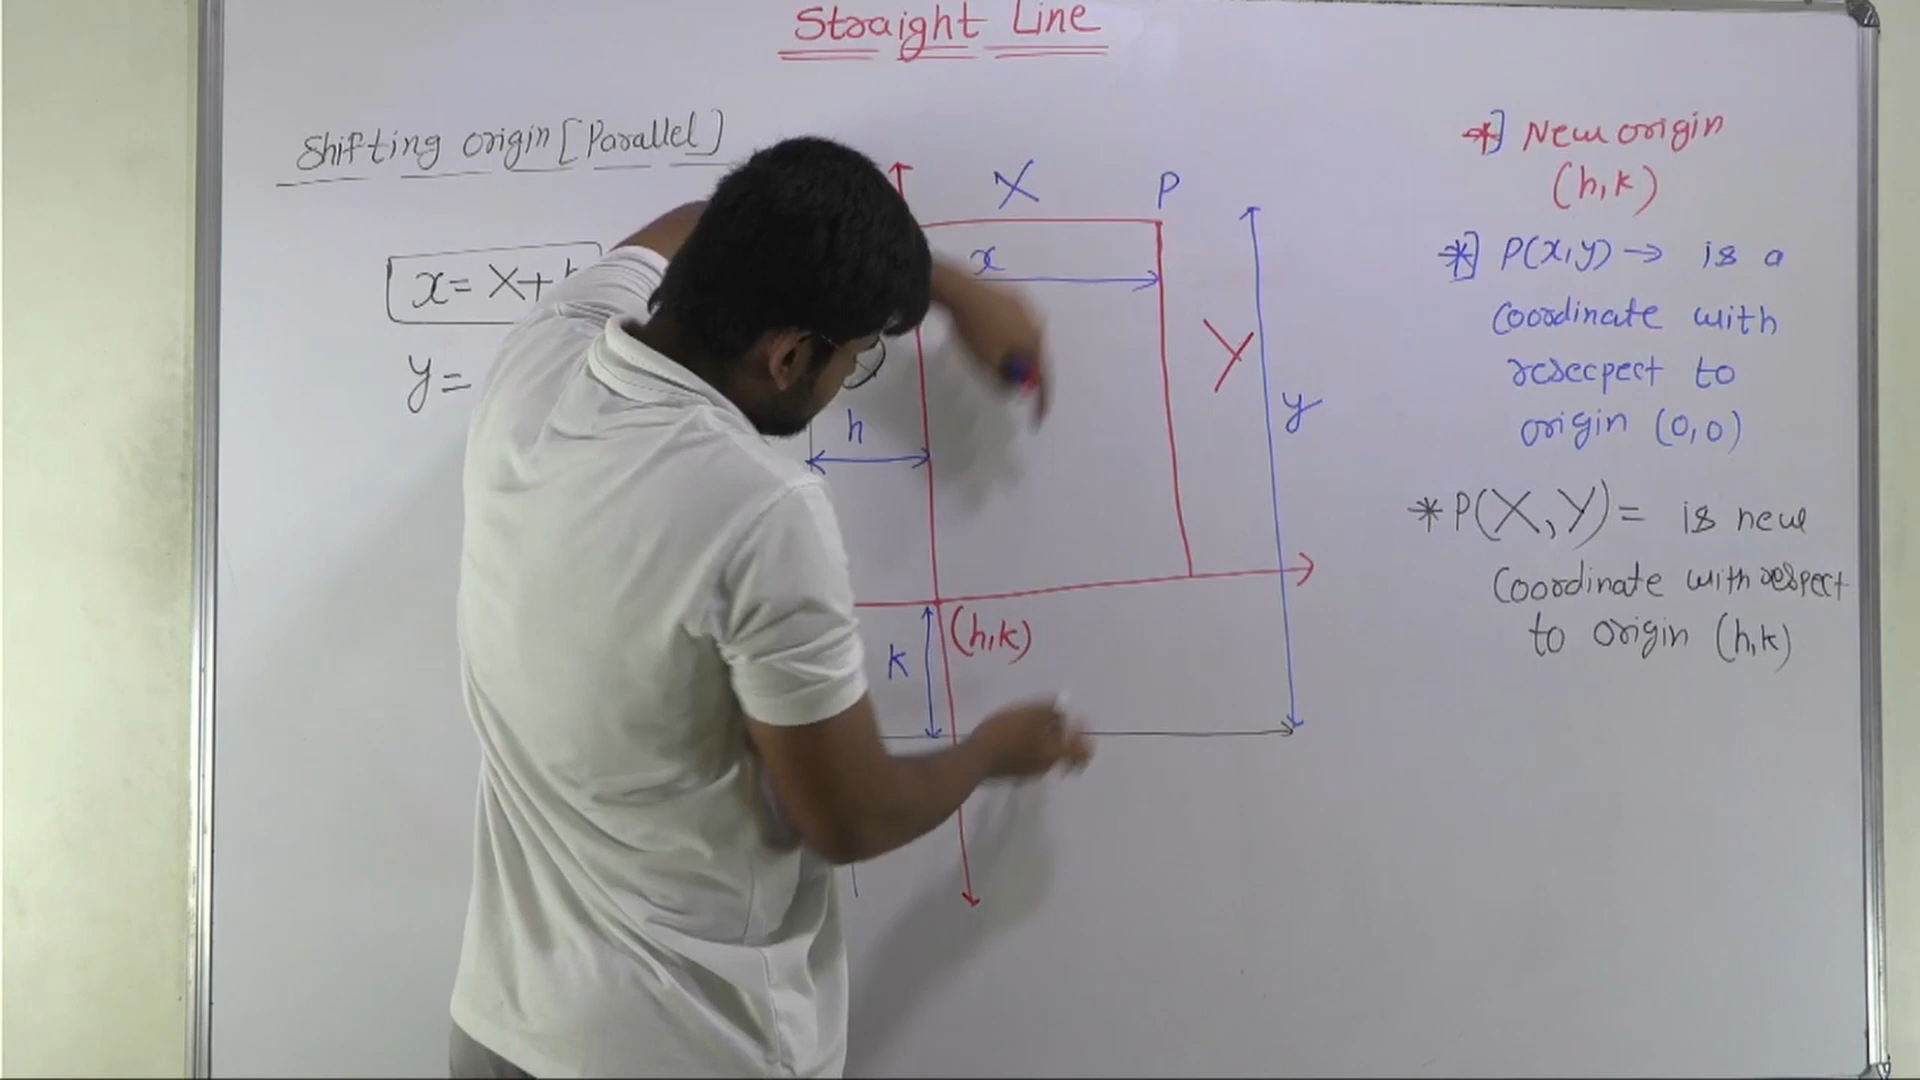 Straight Line
Shifting origin [Parallel]
x = X+
y =
X
P
x
Y
y
h
k
(h,k)
*] New origin
(h,k)
*] P(x,y) → is a
coordinate with
resecpect to
origin (0,0)
* P(X,Y) = is new
Coordinate with respect
to origin (h,k)